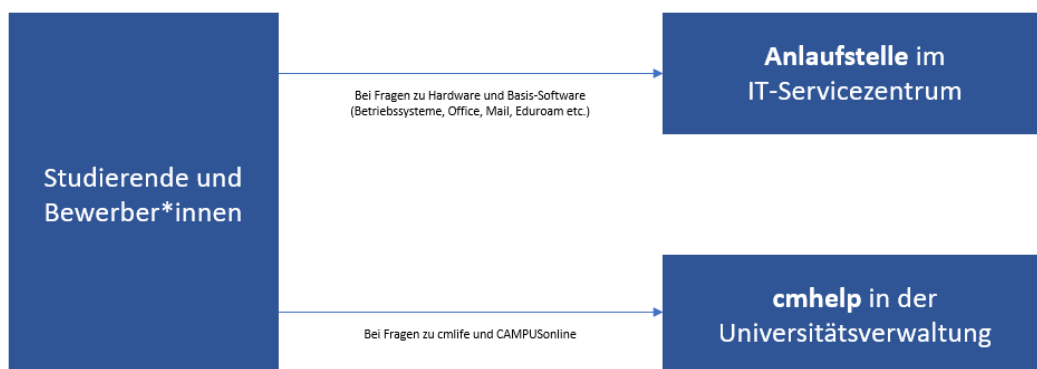 Studierende und
Bewerber*innen
Bei Fragen zu Hardware und Basis-Software
(Betriebssysteme, Office, Mail, Eduroam etc.)
Anlaufstelle im
IT-Servicezentrum
Bei Fragen zu cmlife und CAMPUSonline
cmhelp in der
Universitätsverwaltung